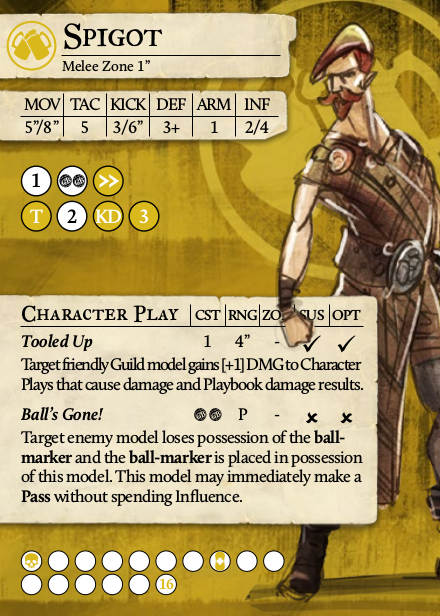 SPIGOT
Melee Zone 1”
MOV TAC KICK DEF ARM INF
5”/8” 5 3/6” 3+ 1 2/4
1 >>
T 2 KD 3
CHARACTER PLAY CST RNG ZO SUS OPT
Tooled Up 1 4” - ✓ ✓
Target friendly Guild model gains [+1] DMG to Character
Plays that cause damage and Playbook damage results.
Ball’s Gone! P - ✘ ✘
Target enemy model loses possession of the ball-
marker and the ball-marker is placed in possession
of this model. This model may immediately make a
Pass without spending Influence.
16